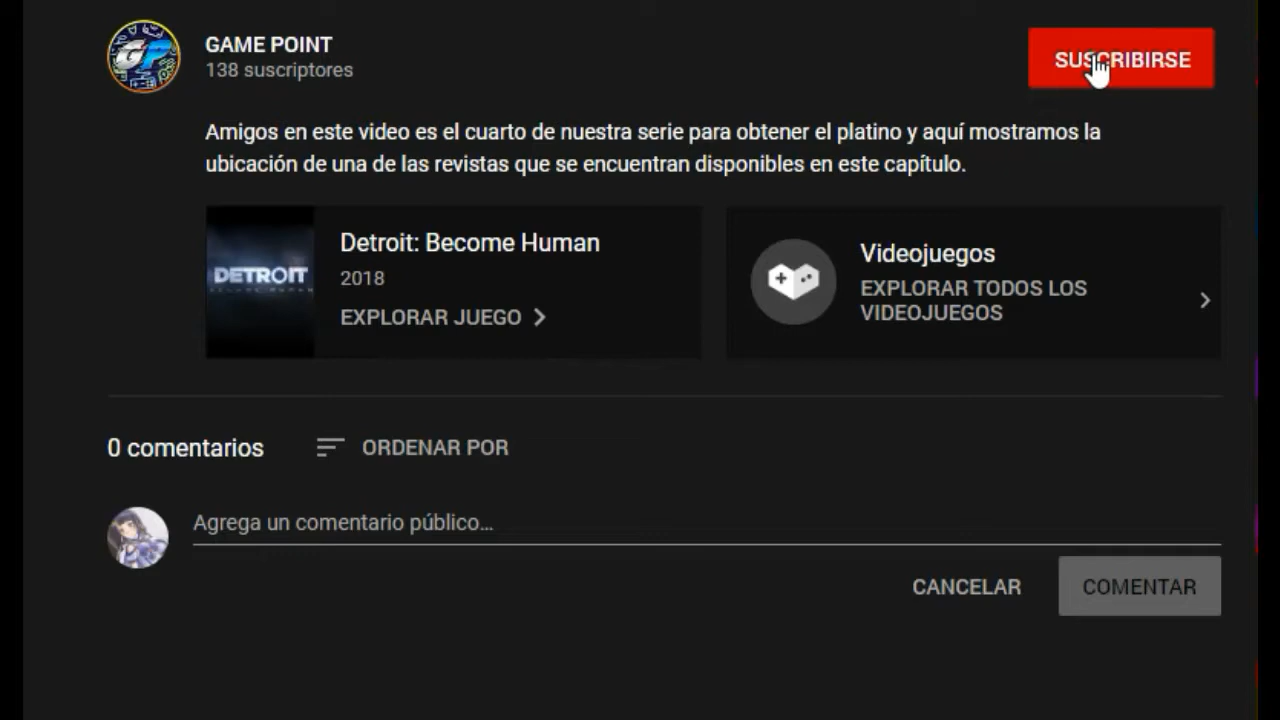 GAME POINT
138 suscriptores
SUSCRIBIRSE
Amigos en este video es el cuarto de nuestra serie para obtener el platino y aquí mostramos la
ubicación de una de las revistas que se encuentran disponibles en este capítulo.
DETROIT
Detroit: Become Human
2018
EXPLORAR JUEGO
Videojuegos
EXPLORAR TODOS LOS
VIDEOJUEGOS
0 comentarios
ORDENAR POR
Agrega un comentario público...
CANCELAR
COMENTAR